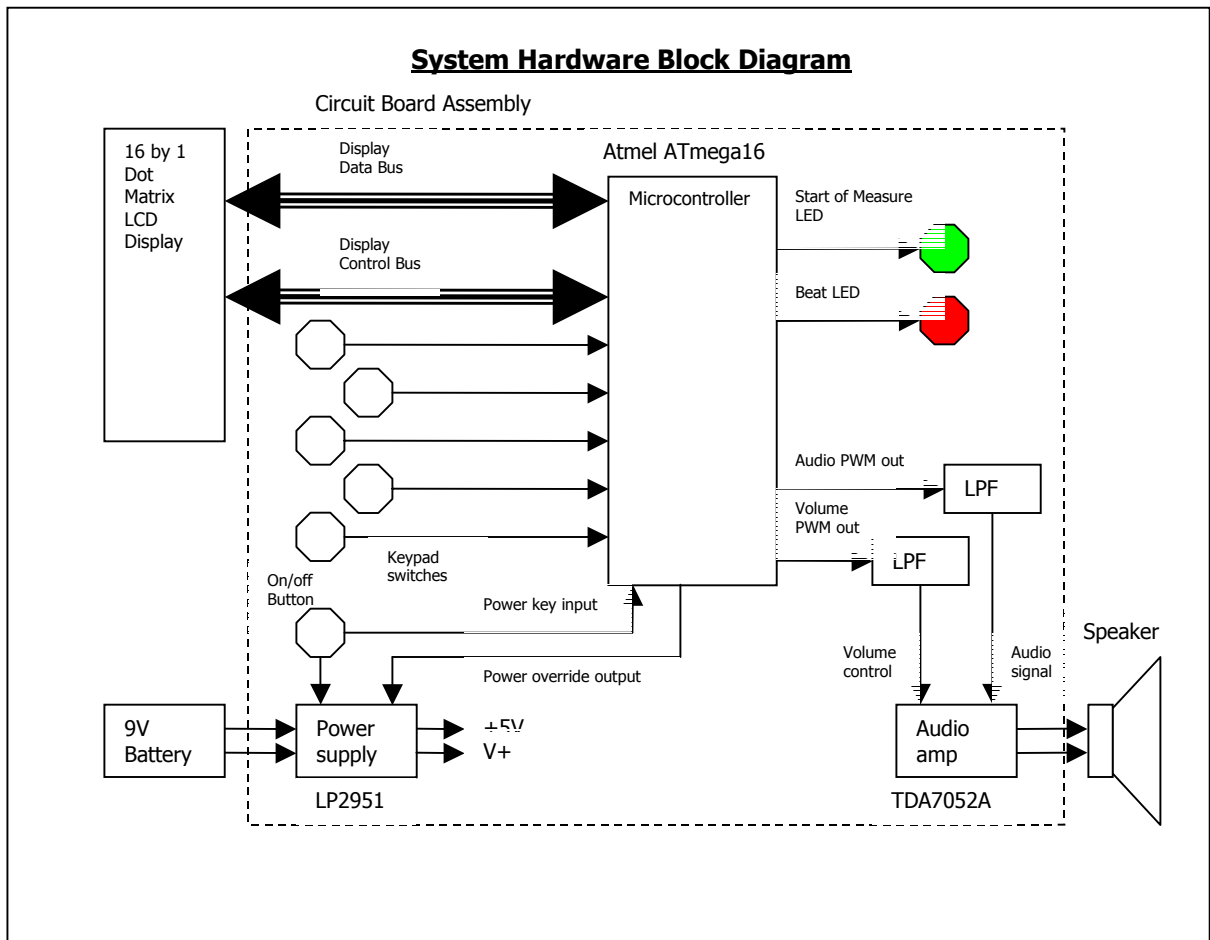 System Hardware Block Diagram
Circuit Board Assembly
16 by 1
Dot
Matrix
LCD
Display
Display
Data Bus
Atmel ATmega16
Microcontroller
Start of Measure
LED
Display
Control Bus
Beat LED
Audio PWM out
LPF
Volume
PWM out
LPF
Keypad
switches
On/off
Button
Power key input
Power override output
Volume
control
Audio
signal
Speaker
9V
Battery
Power
supply
+5V
V+
Audio
amp
LP2951
TDA7052A